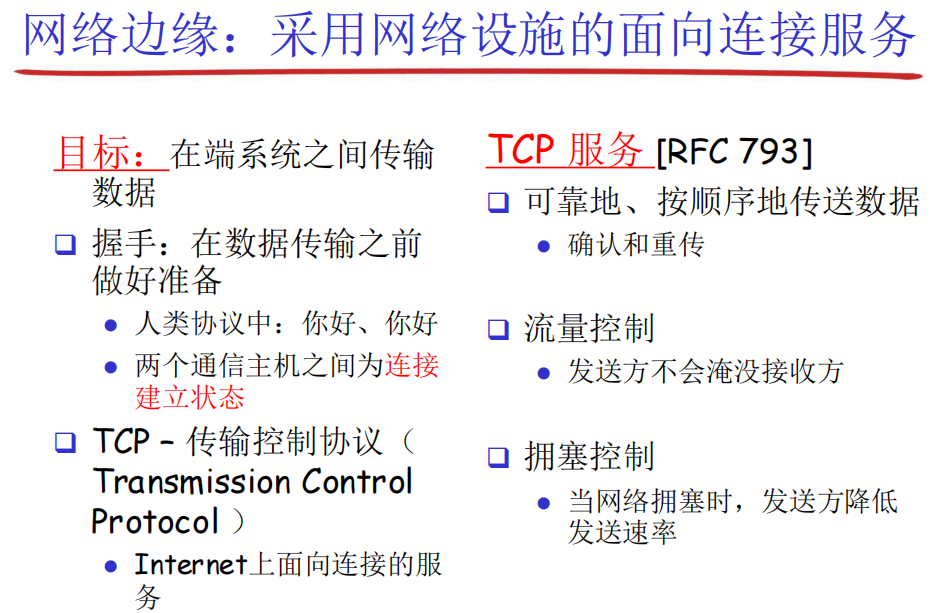 网络边缘：采用网络设施的面向连接服务
目标：在端系统之间传输
数据
握手：在数据传输之前
做好准备
人类协议中：你好、你好
两个通信主机之间为连接
建立状态
TCP – 传输控制协议（
Transmission Control
Protocol ）
Internet上面向连接的服
务
TCP 服务 [RFC 793]
可靠地、按顺序地传送数据
确认和重传
流量控制
发送方不会淹没接收方
拥塞控制
当网络拥塞时，发送方降低
发送速率